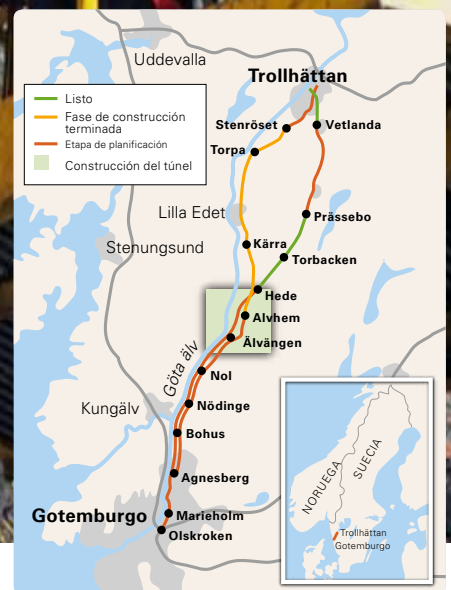 Uddevalla
Trollhättan
Listo
Fase de construcción
terminada
Etapa de planificación
Construcción del túnel
Stenröset
Vetlanda
Torpa
Lilla Edet
Prässebo
Stenungsund
Kärra
Torbacken
Hede
Alvhem
Älvängen
Göta älv
Nol
Kungälv
Nödinge
Bohus
Agnesberg
Gotemburgo
Marieholm
Olskroken
NORUEGA
SUECIA
Trollhättan
Gotemburgo